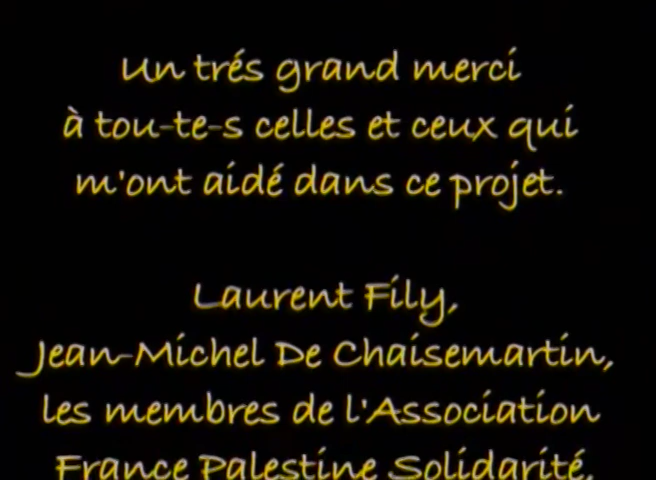 Un trés grand merci
à tou-te-s celles et ceux qui
m'ont aidé dans ce projet.
Laurent Fily,
Jean-Michel De Chaisemartin,
les membres de l'Association
France Palestine Solidarité,